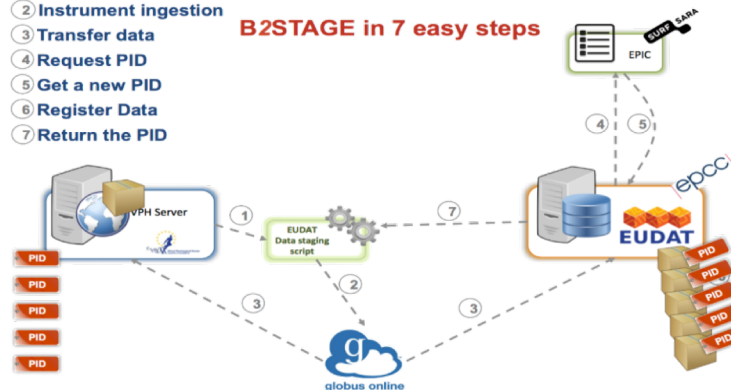 2 Instrument ingestion
3 Transfer data
4 Request PID
5 Get a new PID
6 Register Data
7 Return the PID
B2STAGE in 7 easy steps
EPIC
SURF SARA
4
5
epcc
VPH Server
1
EUDAT
Data staging
script
7
EUDAT
2
3
3
PID
PID
PID
PID
PID
PID
PID
PID
PID
PID
g
globus online